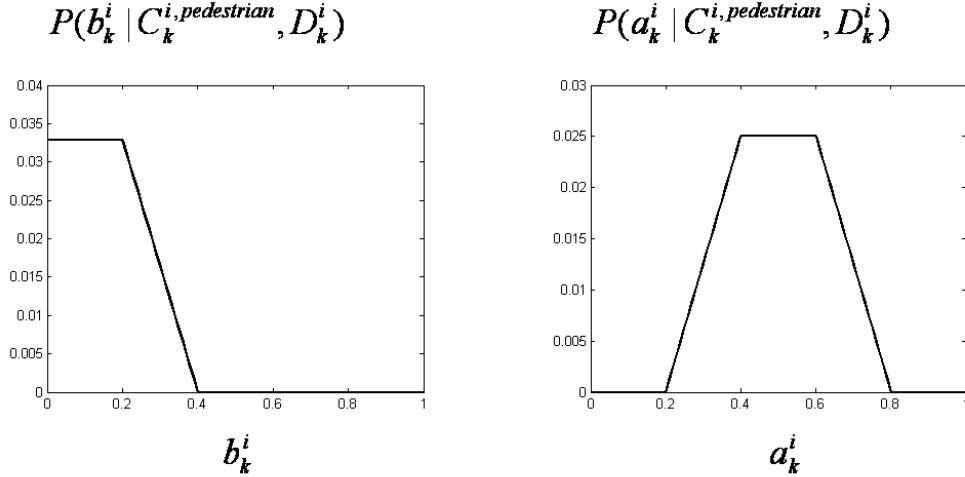 P(b_k^i | C_k^{i,pedestrian}, D_k^i)
0.04
0.035
0.03
0.025
0.02
0.015
0.01
0.005
0
0 0.2 0.4 0.6 0.8 1
b_k^i
P(a_k^i | C_k^{i,pedestrian}, D_k^i)
0.03
0.025
0.02
0.015
0.01
0.005
0
0 0.2 0.4 0.6 0.8 1
a_k^i